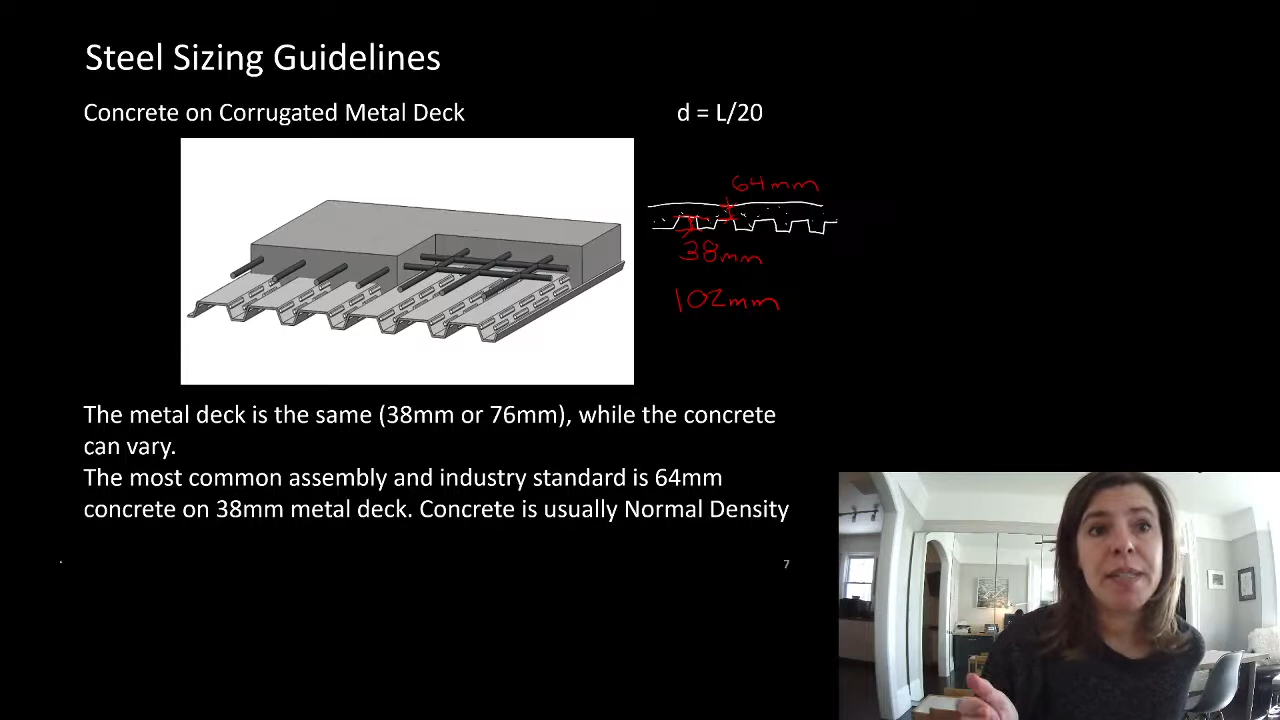 Steel Sizing Guidelines
Concrete on Corrugated Metal Deck
d = L/20
64mm
38mm
102mm
The metal deck is the same (38mm or 76mm), while the concrete
can vary.
The most common assembly and industry standard is 64mm
concrete on 38mm metal deck. Concrete is usually Normal Density
.
7